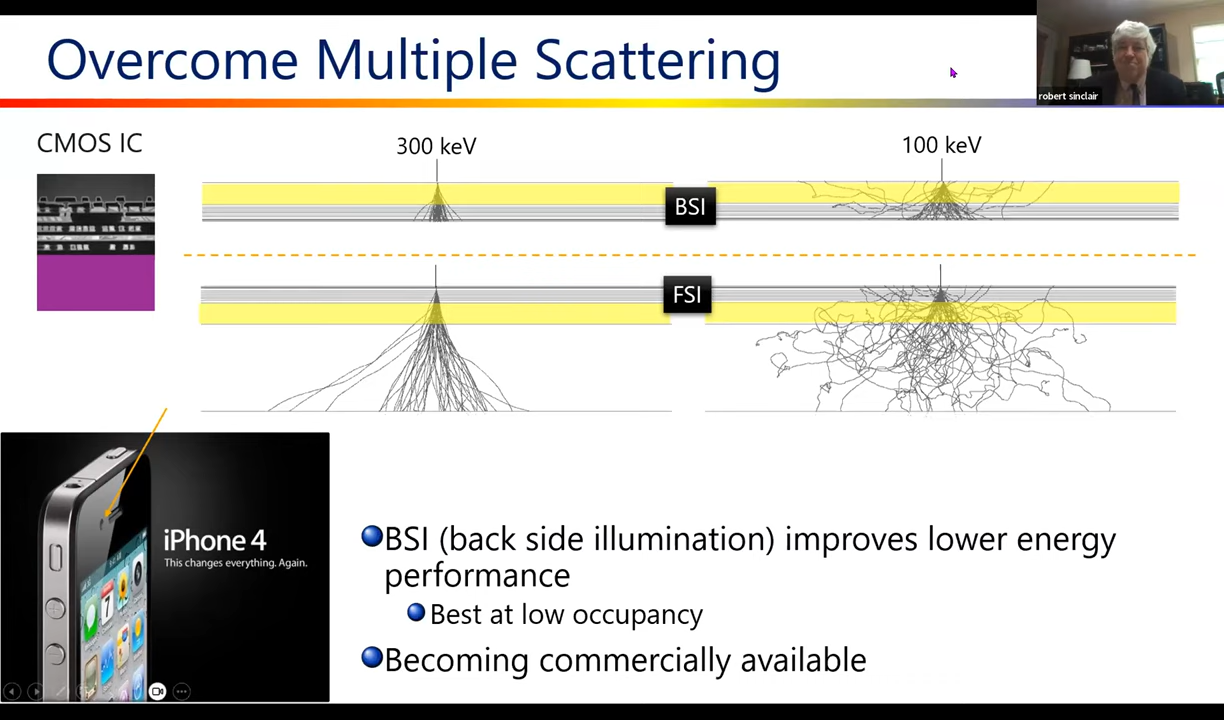 Overcome Multiple Scattering
robert sinclair
CMOS IC
300 keV
100 keV
BSI
FSI
iPhone 4
This changes everything. Again.
BSI (back side illumination) improves lower energy
performance
Best at low occupancy
Becoming commercially available